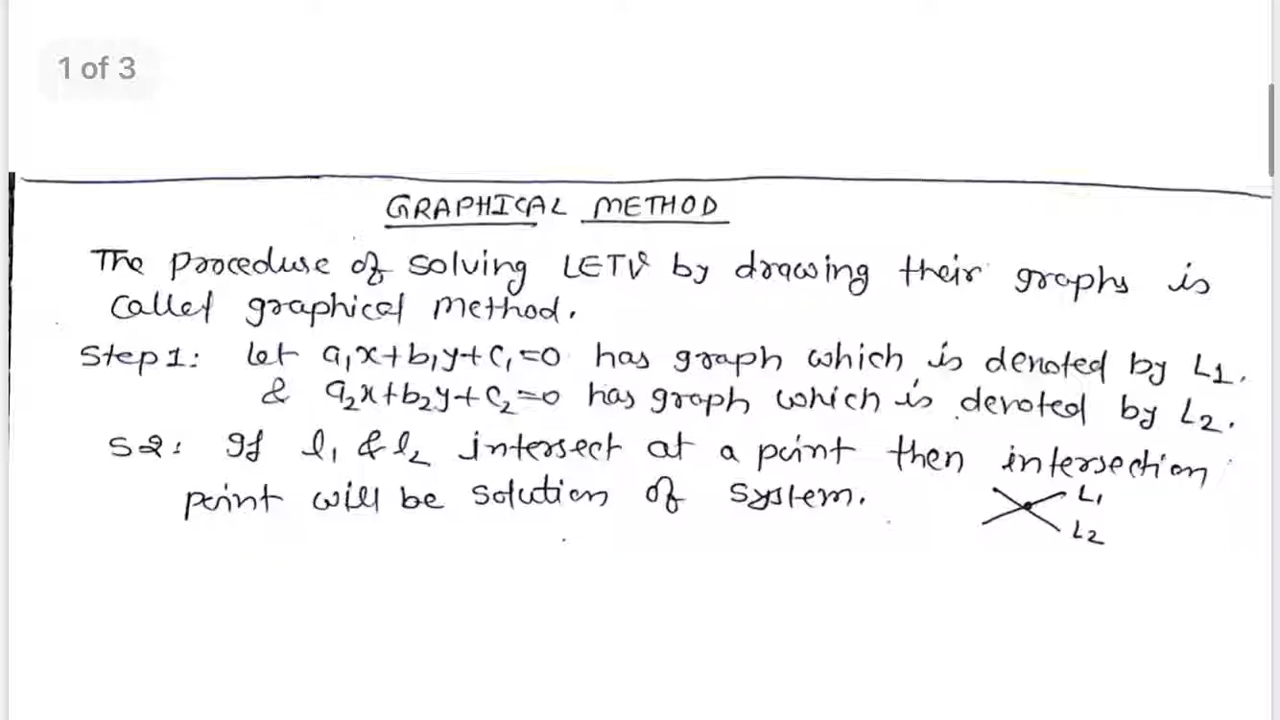 1 of 3
GRAPHICAL METHOD
The procedure of solving LETV by drawing their graphs is
called graphical method.
Step 1: let a₁x+b₁y+c₁=0 has graph which is denoted by L1.
& a₂x+b₂y+c₂=0 has graph which is devoted by L2.
S2: If l₁ & l₂ intersect at a point then intersection
point will be solution of system.
L₁
L₂